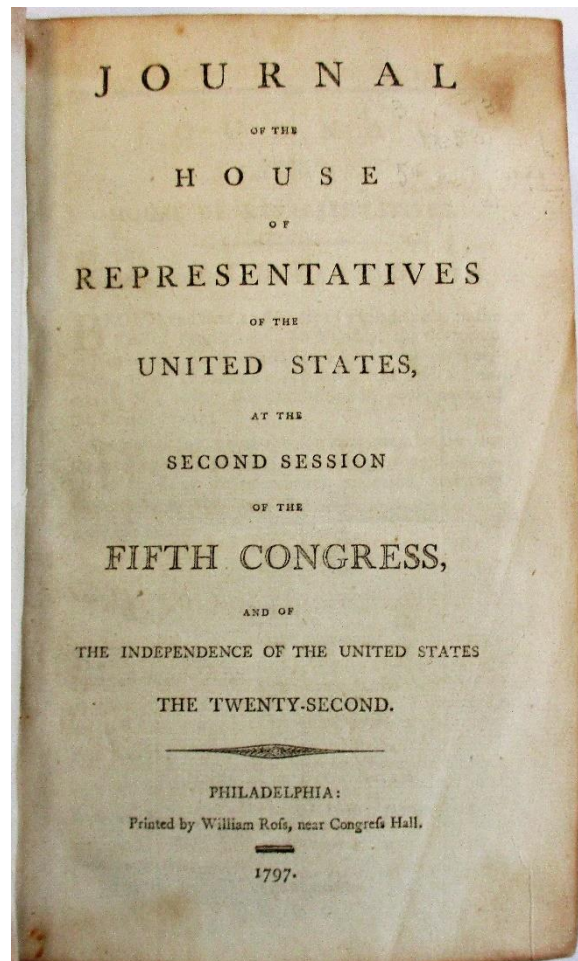 JOURNAL
OF THE
HOUSE
OF
REPRESENTATIVES
OF THE
UNITED STATES,
AT THE
SECOND SESSION
OF THE
FIFTH CONGRESS,
AND OF
THE INDEPENDENCE OF THE UNITED STATES
THE TWENTY-SECOND.
PHILADELPHIA:
Printed by William Roſs, near Congreſs Hall.
1797.